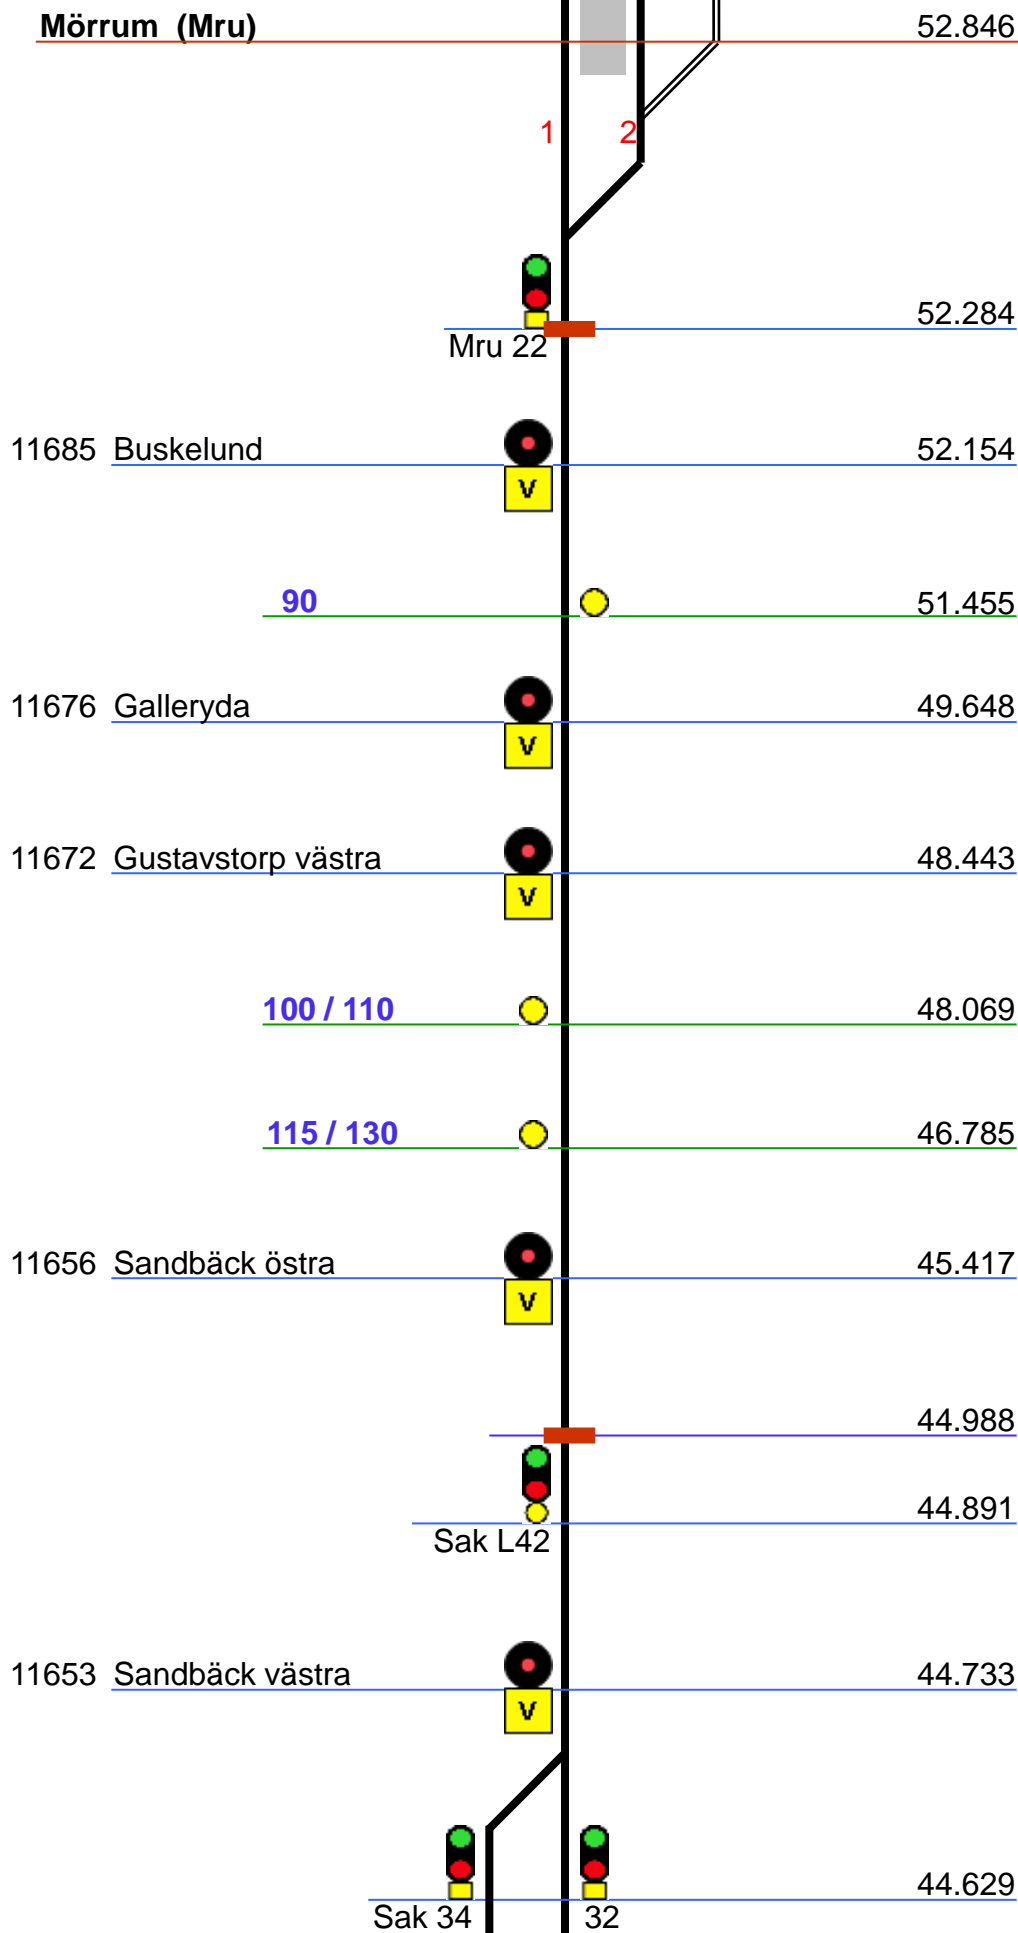 Mörrum (Mru) 52.846
1 2
52.284
Mru 22
11685 Buskelund 52.154
V
90 51.455
11676 Galleryda 49.648
V
11672 Gustavstorp västra 48.443
V
100 / 110 48.069
115 / 130 46.785
11656 Sandbäck östra 45.417
V
44.988
44.891
Sak L42
11653 Sandbäck västra 44.733
V
44.629
Sak 34 32